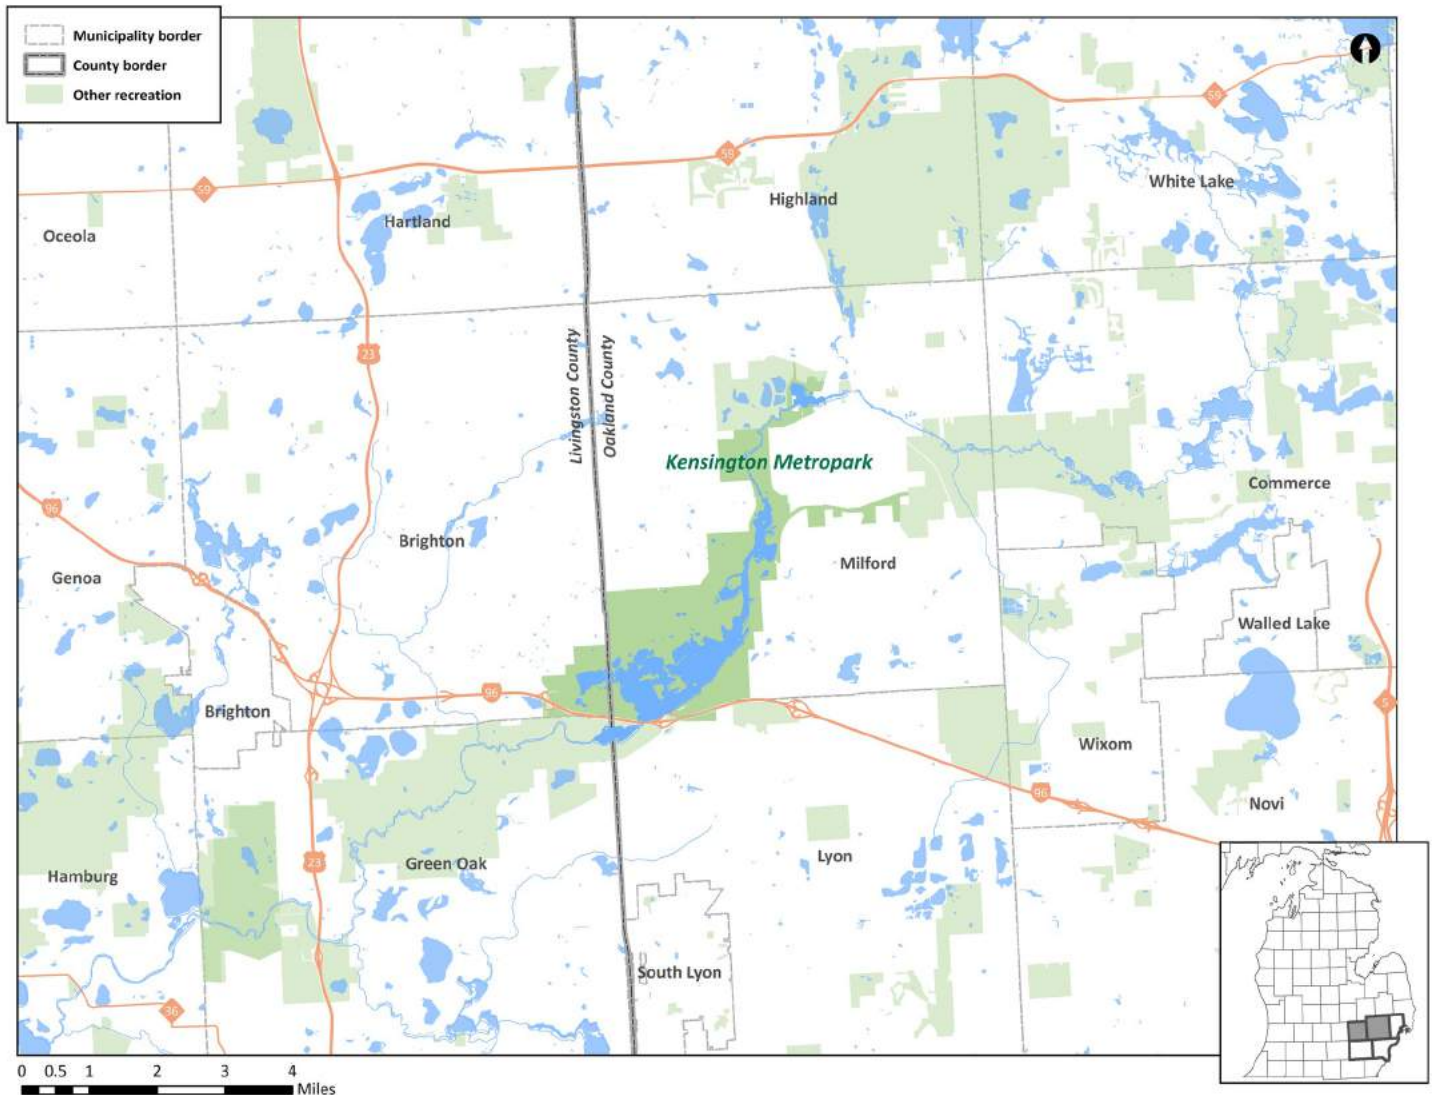 Municipality border
County border
Other recreation
59
59
59
White Lake
Highland
Hartland
Oceola
23
Livingston County
Oakland County
Kensington Metropark
Commerce
96
Brighton
Milford
Genoa
Walled Lake
96
Brighton
5
Wixom
96
Novi
23
Green Oak
Lyon
Hamburg
South Lyon
36
0 0.5 1 2 3 4
Miles